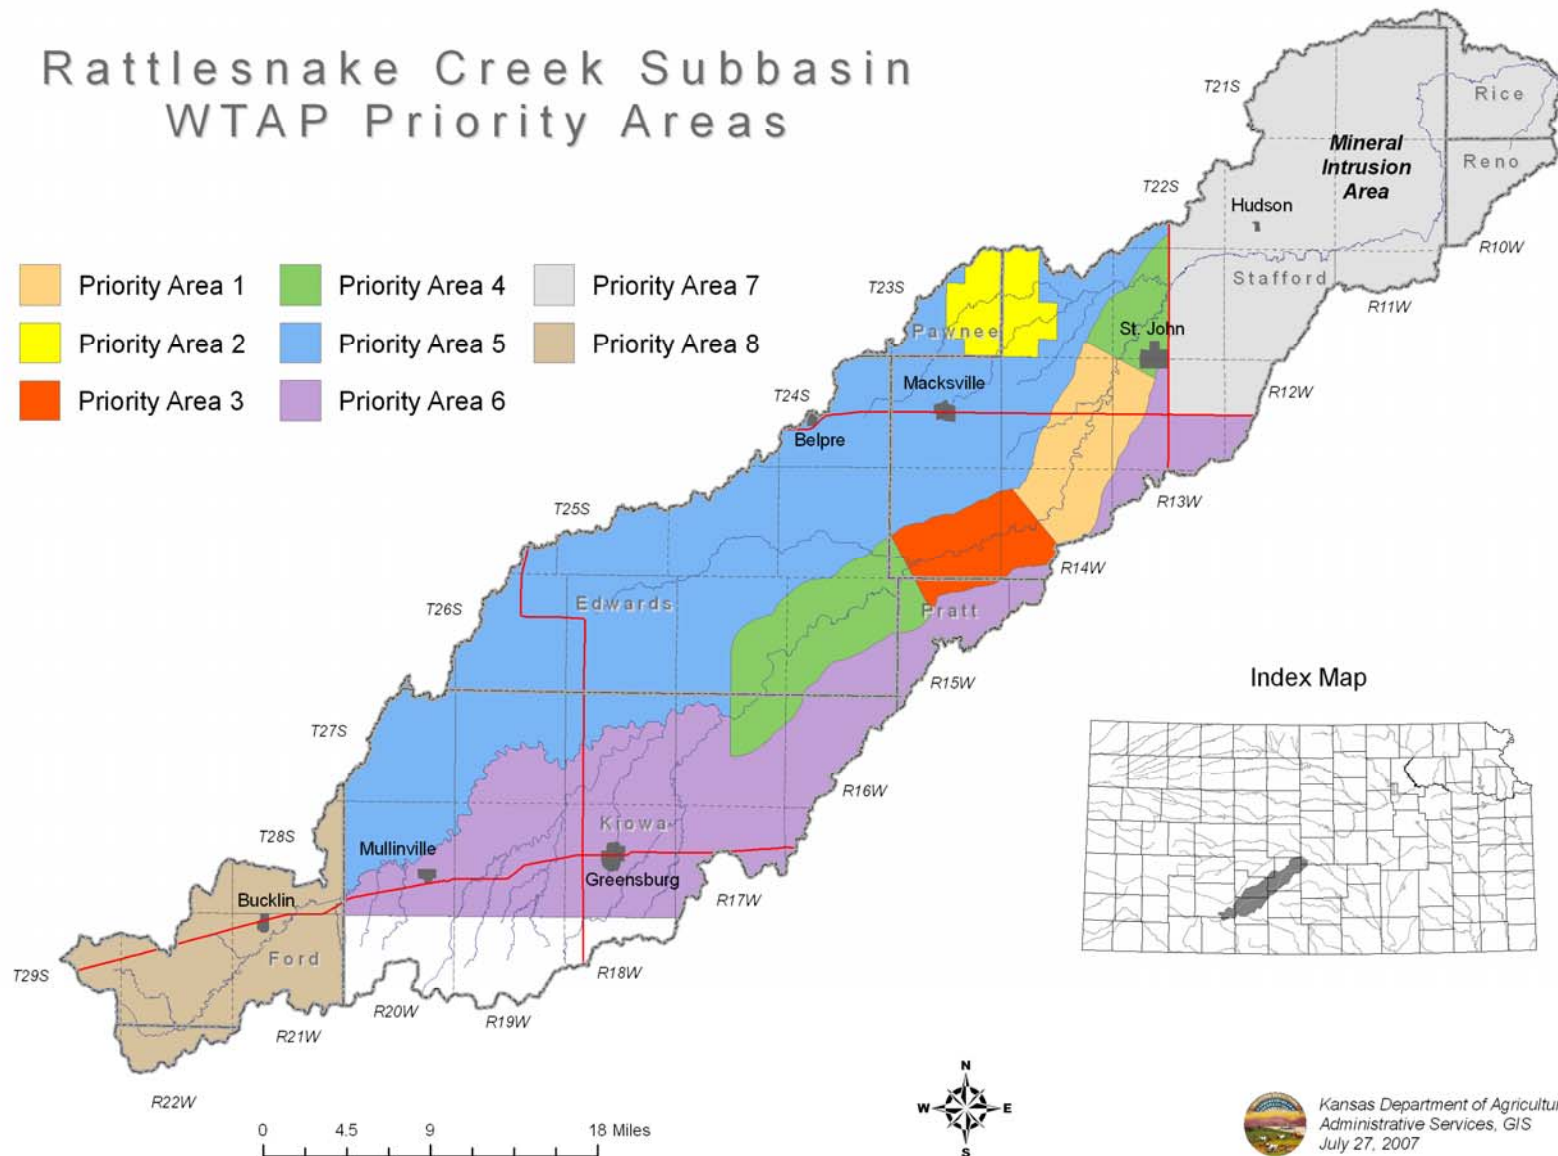 Rattlesnake Creek Subbasin
WTAP Priority Areas
Priority Area 1
Priority Area 2
Priority Area 3
Priority Area 4
Priority Area 5
Priority Area 6
Priority Area 7
Priority Area 8
T21S
Rice
Mineral
Intrusion
Area
Reno
T22S
Hudson
R10W
Stafford
T23S
R11W
Pawnee
St. John
Macksville
T24S
R12W
Belpre
R13W
T25S
R14W
Edwards
T26S
Pratt
R15W
T27S
R16W
Kiowa
T28S
Mullinville
Greensburg
R17W
Bucklin
Ford
T29S
R18W
R20W
R19W
R21W
R22W
Index Map
0 4.5 9 18 Miles
N
W E
S
Kansas Department of Agricultur
Administrative Services, GIS
July 27, 2007